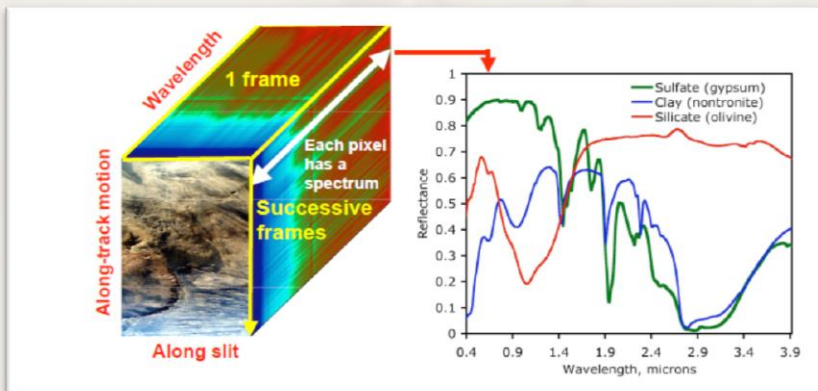 Wavelength
1 frame
Each pixel
has a
spectrum
Successive
frames
Along-track motion
Along slit
Sulfate (gypsum)
Clay (nontronite)
Silicate (olivine)
Reflectance
1
0.9
0.8
0.7
0.6
0.5
0.4
0.3
0.2
0.1
0
0.4 0.9 1.4 1.9 2.4 2.9 3.4 3.9
Wavelength, microns